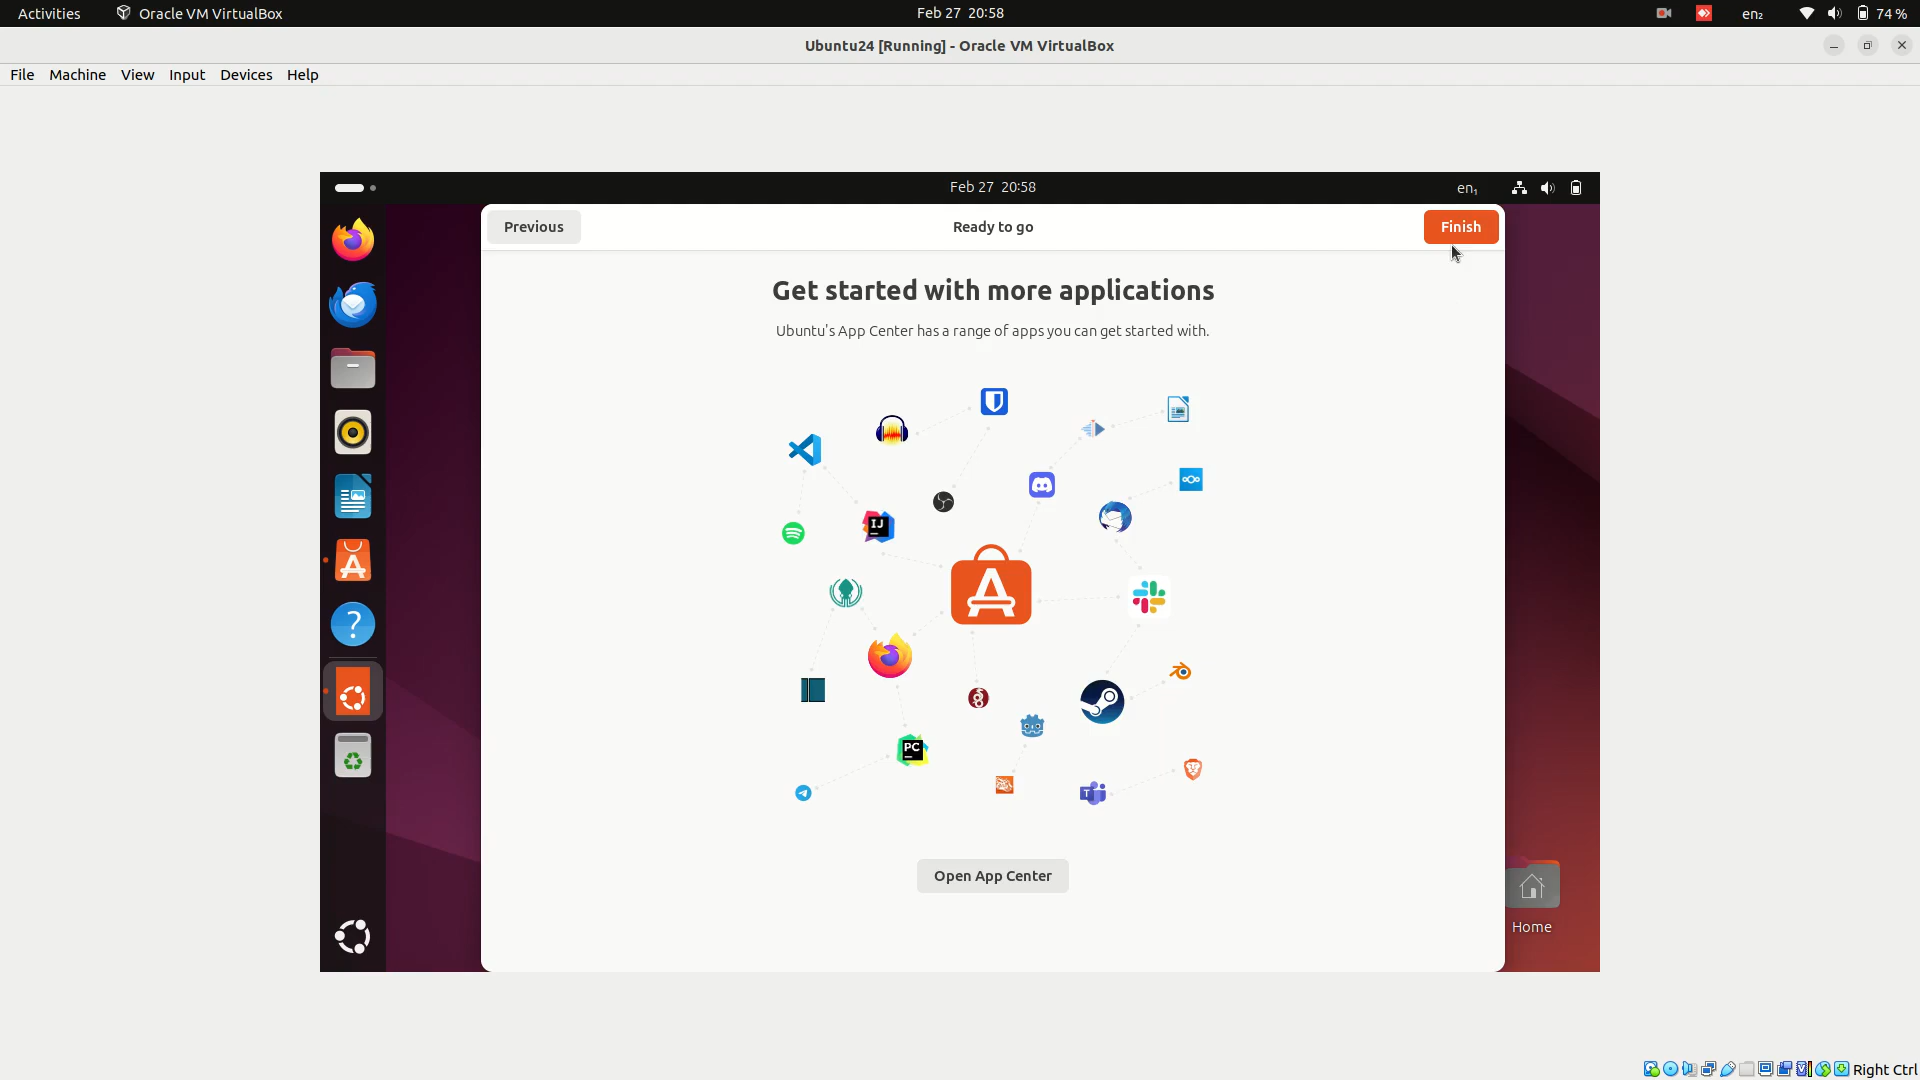 Activities Oracle VM VirtualBox Feb 27 20:58 en₂ 74 %
Ubuntu24 [Running] - Oracle VM VirtualBox
File Machine View Input Devices Help
Feb 27 20:58 en₁
Previous Ready to go Finish
Get started with more applications
Ubuntu's App Center has a range of apps you can get started with.
IJ
PC
T
Open App Center
Home
Right Ctrl